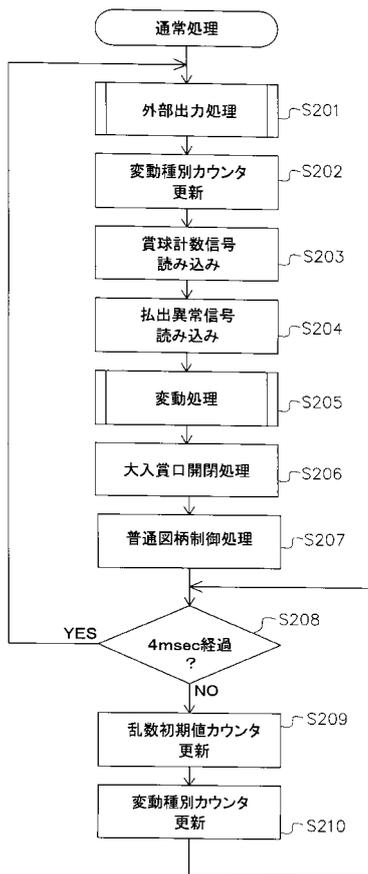 通常処理
外部出力処理
S201
変動種別カウンタ
更新
S202
賞球計数信号
読み込み
S203
払出異常信号
読み込み
S204
変動処理
S205
大入賞口開閉処理
S206
普通図柄制御処理
S207
4msec経過
?
S208
YES
NO
乱数初期値カウンタ
更新
S209
変動種別カウンタ
更新
S210